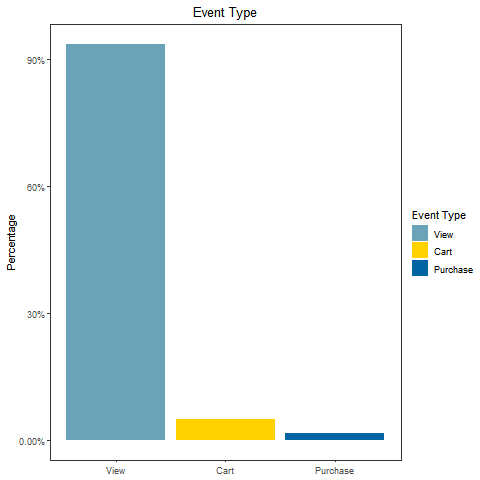 Event Type
90%
60%
30%
0.00%
Percentage
View
Cart
Purchase
Event Type
View
Cart
Purchase